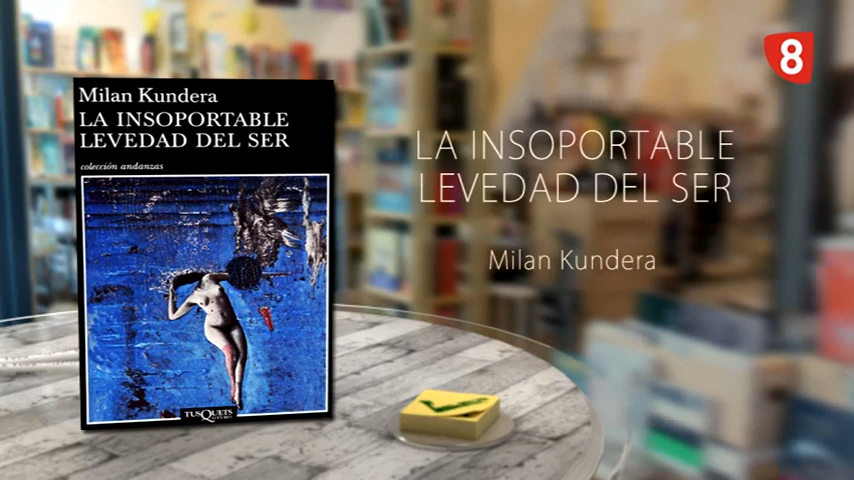 Milan Kundera
LA INSOPORTABLE
LEVEDAD DEL SER
colección andanzas
TUSQUETS
LA INSOPORTABLE
LEVEDAD DEL SER
Milan Kundera
8